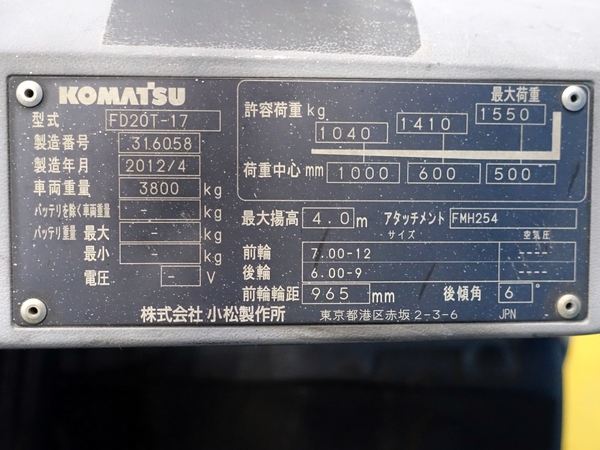 KOMATSU
型式 FD20T-17
製造番号 316058
製造年月 2012/4
車両重量 3800 kg
バッテリを除く車両重量 - kg
バッテリ重量 最大 - kg
最小 - kg
電圧 - V
最大荷重
許容荷重 kg 1040 1410 1550
荷重中心 mm 1000 600 500
最大揚高 4.0 m アタッチメント FMH254
サイズ 空気圧
前輪 7.00-12 ---
後輪 6.00-9 ---
前輪輪距 965 mm 後傾角 6°
株式会社 小松製作所 東京都港区赤坂2-3-6 JPN